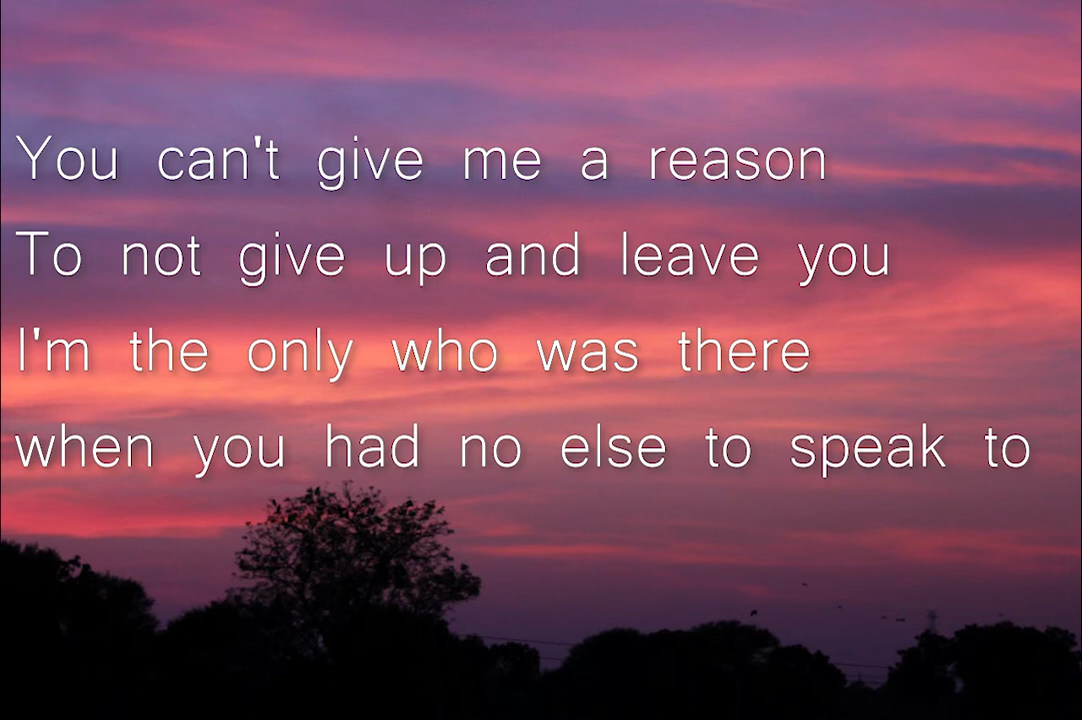 You can't give me a reason
To not give up and leave you
I'm the only who was there
when you had no else to speak to